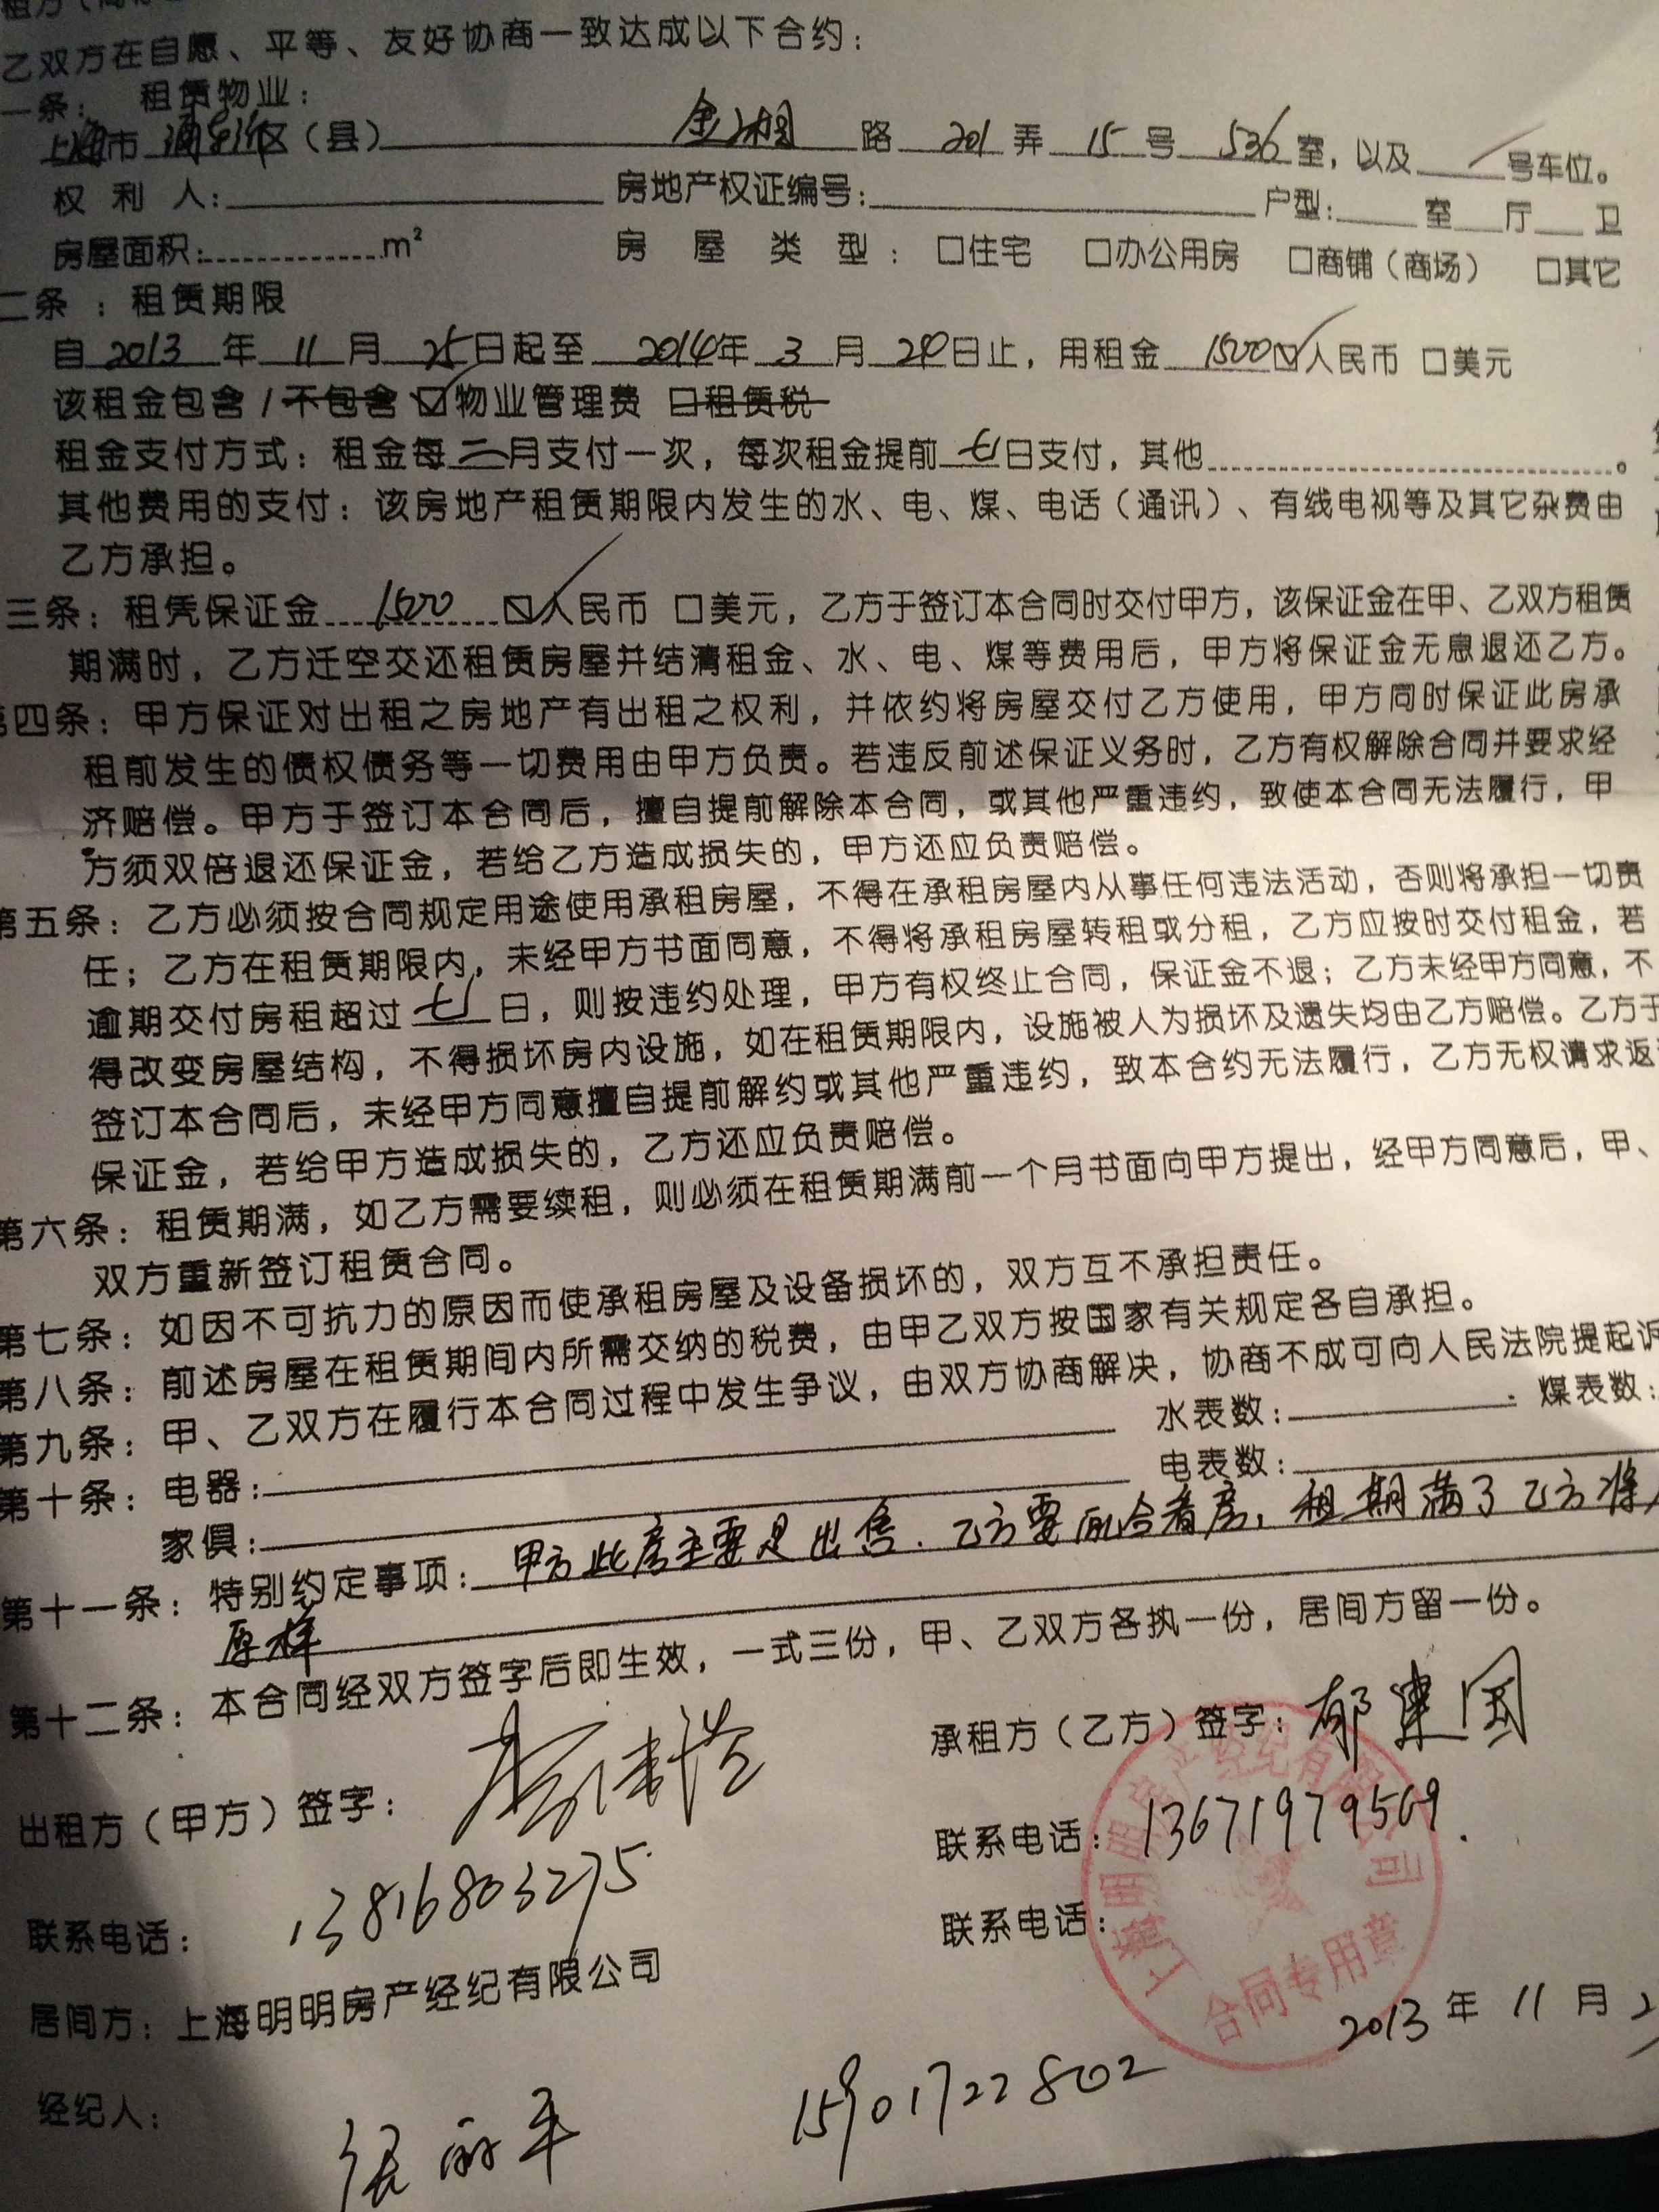 乙双方在自愿、平等、友好协商一致达成以下合约：
一条： 租赁物业：
上海市 浦东新区（县） 金湘 路 201 弄 15 号 536 室，以及 / 号车位。
权 利 人： 房地产权证编号： 户型： 室 厅 卫
房屋面积： m² 房 屋 类 型 ： □住宅 □办公用房 □商铺（商场） □其它
二条 ：租赁期限
自 2013 年 11 月 25 日起至 2014 年 3 月 24 日止，用租金 1500 ☑人民币 □美元
该租金包含 / 不包含 ☑物业管理费 □租赁税
租金支付方式：租金每 二 月支付一次，每次租金提前 七 日支付，其他 。
其他费用的支付：该房地产租赁期限内发生的水、电、煤、电话（通讯）、有线电视等及其它杂费由
乙方承担。
三条：租凭保证金 1500 ☑人民币 □美元，乙方于签订本合同时交付甲方，该保证金在甲、乙双方租赁
期满时，乙方迁空交还租赁房屋并结清租金、水、电、煤等费用后，甲方将保证金无息退还乙方。
第四条：甲方保证对出租之房地产有出租之权利，并依约将房屋交付乙方使用，甲方同时保证此房承
租前发生的债权债务等一切费用由甲方负责。若违反前述保证义务时，乙方有权解除合同并要求经
济赔偿。甲方于签订本合同后，擅自提前解除本合同，或其他严重违约，致使本合同无法履行，甲
方须双倍退还保证金，若给乙方造成损失的，甲方还应负责赔偿。
第五条：乙方必须按合同规定用途使用承租房屋，不得在承租房屋内从事任何违法活动，否则将承担一切责
任；乙方在租赁期限内，未经甲方书面同意，不得将承租房屋转租或分租，乙方应按时交付租金，若
逾期交付房租超过 七 日，则按违约处理，甲方有权终止合同，保证金不退；乙方未经甲方同意，不
得改变房屋结构，不得损坏房内设施，如在租赁期限内，设施被人为损坏及遗失均由乙方赔偿。乙方于
签订本合同后，未经甲方同意擅自提前解约或其他严重违约，致本合约无法履行，乙方无权请求返
保证金，若给甲方造成损失的，乙方还应负责赔偿。
第六条：租赁期满，如乙方需要续租，则必须在租赁期满前一个月书面向甲方提出，经甲方同意后，甲、
双方重新签订租赁合同。
第七条：如因不可抗力的原因而使承租房屋及设备损坏的，双方互不承担责任。
第八条：前述房屋在租赁期间内所需交纳的税费，由甲乙双方按国家有关规定各自承担。
第九条：甲、乙双方在履行本合同过程中发生争议，由双方协商解决，协商不成可向人民法院提起诉
第十条：电器： 水表数： 煤表数：
家俱： 电表数：
第十一条：特别约定事项：甲方此房主要是出售．乙方要配合看房，租期满了乙方将
原样
第十二条：本合同经双方签字后即生效，一式三份，甲、乙双方各执一份，居间方留一份。
出租方（甲方）签字： 承租方（乙方）签字：郁建国
联系电话：13816803275 联系电话：13671979509.
联系电话：
居间方：上海明明房产经纪有限公司
上海明明房产经纪有限公司
合同专用章
2013 年 11 月 2
经纪人： 15901722802